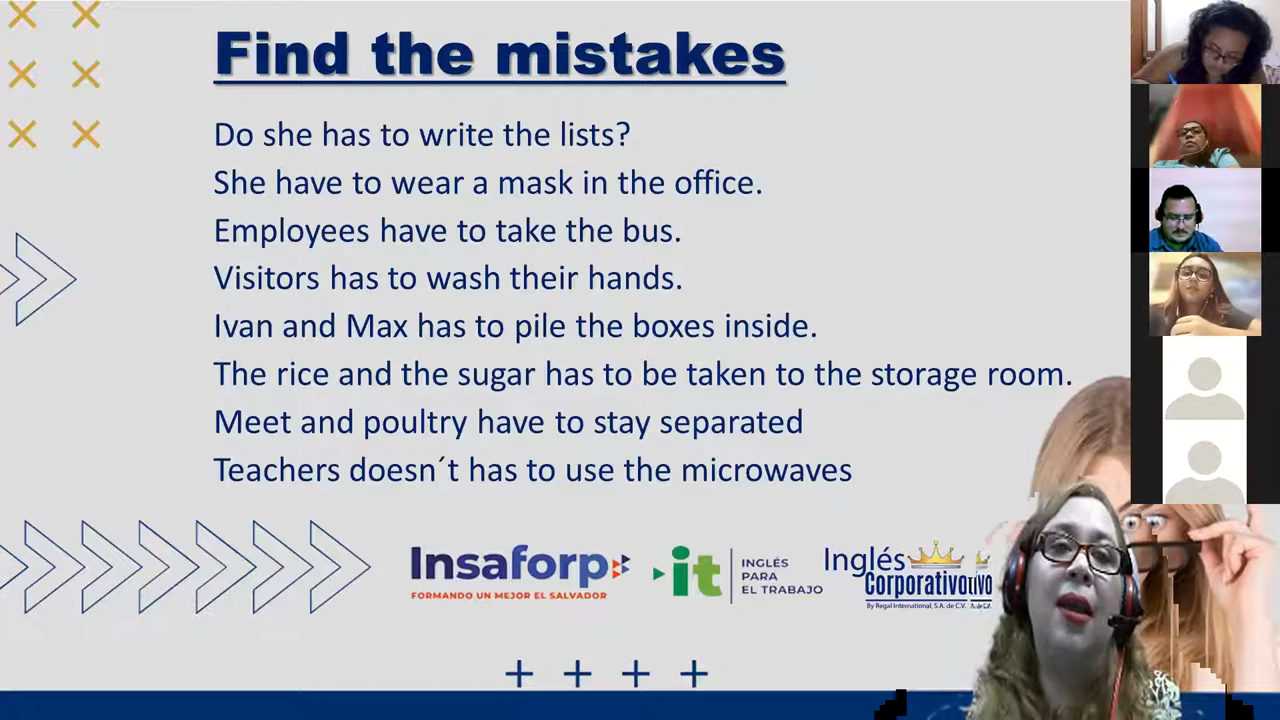 Find the mistakes
Do she has to write the lists?
She have to wear a mask in the office.
Employees have to take the bus.
Visitors has to wash their hands.
Ivan and Max has to pile the boxes inside.
The rice and the sugar has to be taken to the storage room.
Meet and poultry have to stay separated
Teachers doesn´t has to use the microwaves
Insaforp
FORMANDO UN MEJOR EL SALVADOR
it
INGLÉS
PARA
EL TRABAJO
Inglés
Corporativo
By Regal International, S.A. de C.V.